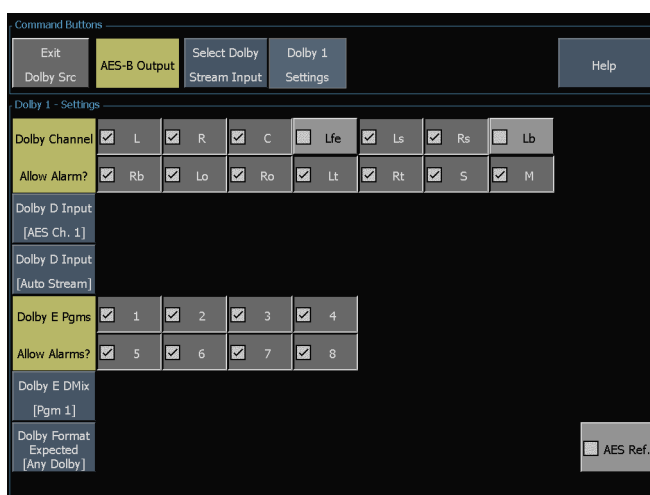 Command Buttons
Exit
Dolby Src
AES-B Output
Select Dolby
Stream Input
Dolby 1
Settings
Help
Dolby 1 - Settings
Dolby Channel
Allow Alarm?
L R C Lfe Ls Rs Lb
Rb Lo Ro Lt Rt S M
Dolby D Input
[AES Ch. 1]
Dolby D Input
[Auto Stream]
Dolby E Pgms
Allow Alarms?
1 2 3 4
5 6 7 8
Dolby E DMix
[Pgm 1]
Dolby Format
Expected
[Any Dolby]
AES Ref.